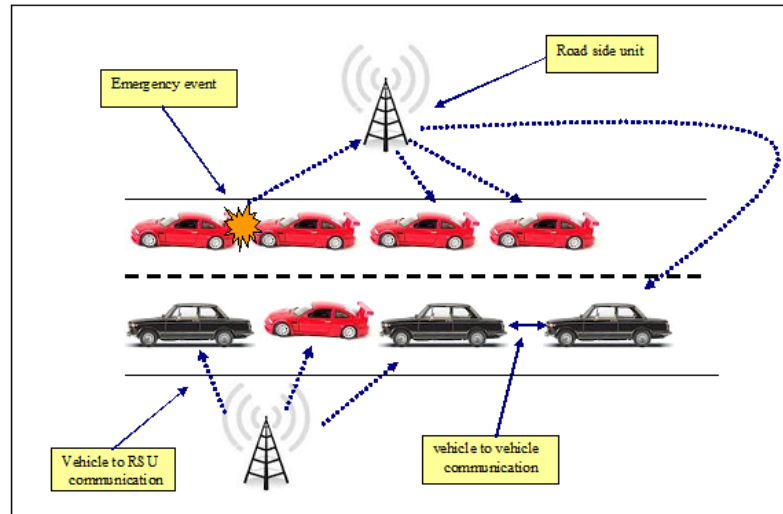 Road side unit
Emergency event
Vehicle to RSU
communication
vehicle to vehicle
communication